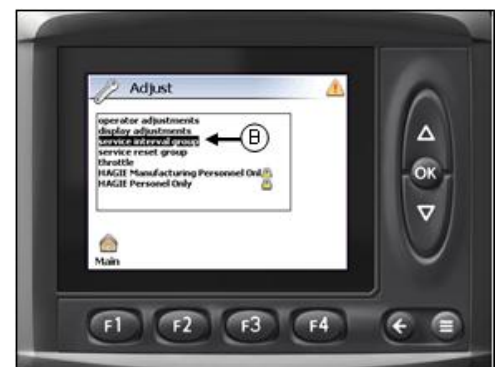 Adjust
operator adjustments
display adjustments
service interval group
B
service reset group
throttle
HAGIE Manufacturing Personnel Onl
HAGIE Personel Only
Main
OK
F1 F2 F3 F4